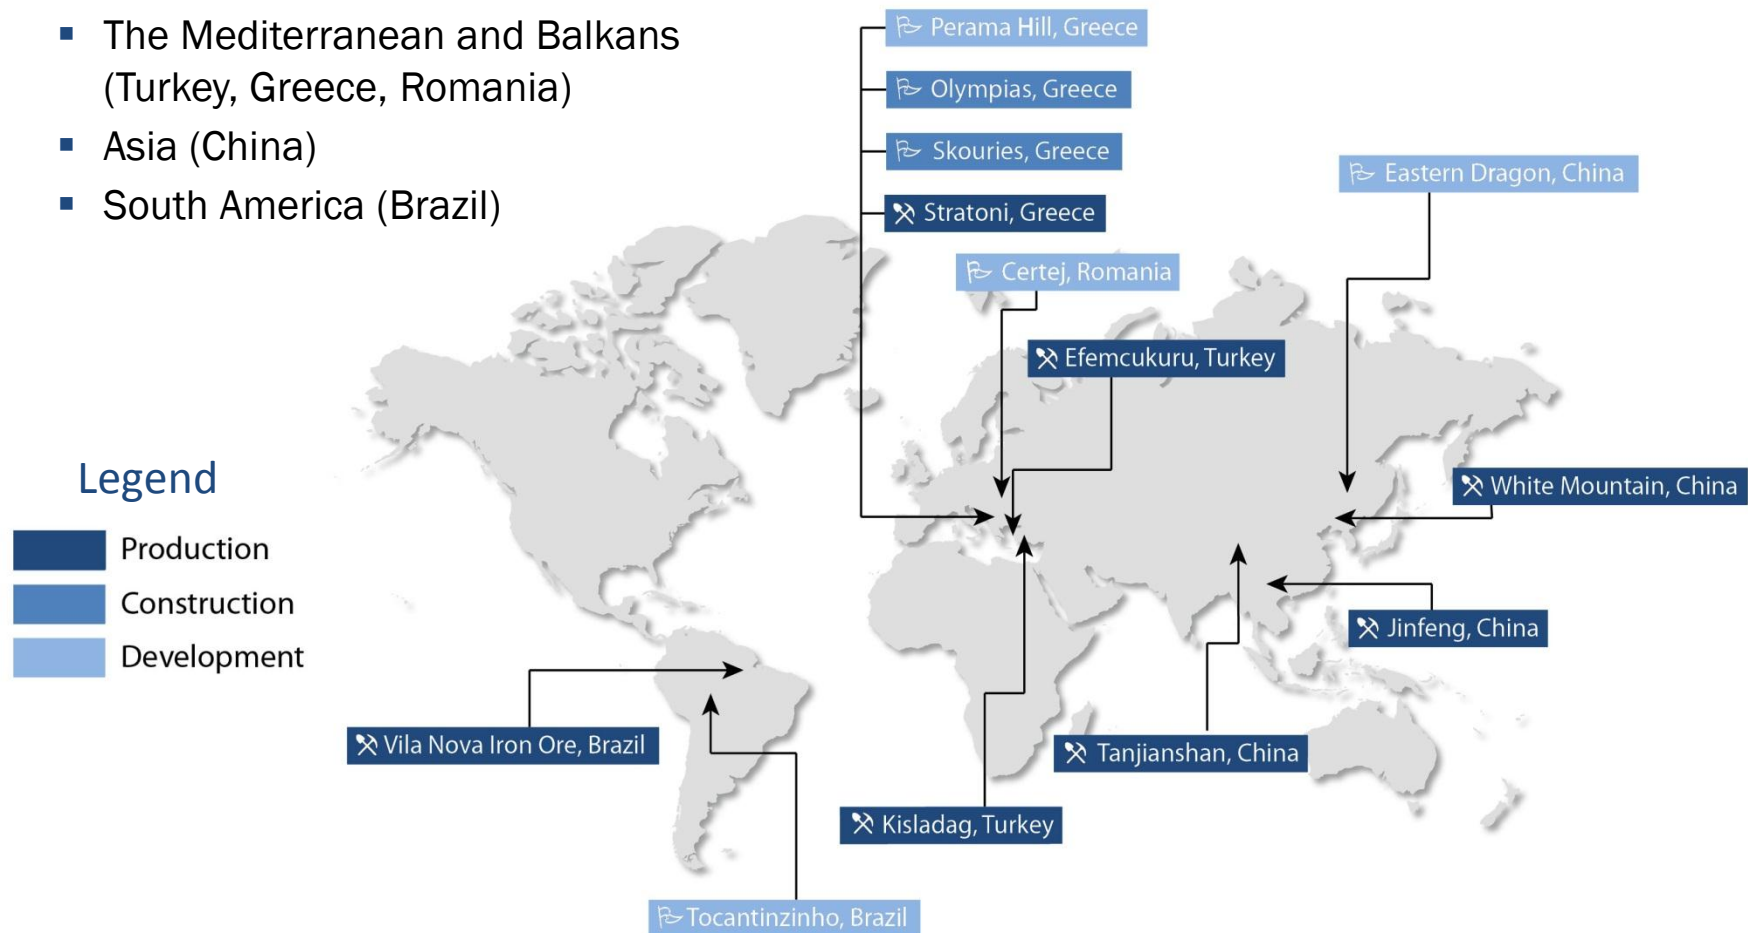 The Mediterranean and Balkans
(Turkey, Greece, Romania)
Asia (China)
South America (Brazil)
Perama Hill, Greece
Olympias, Greece
Skouries, Greece
Stratoni, Greece
Eastern Dragon, China
Certej, Romania
Efemcukuru, Turkey
Legend
Production
Construction
Development
White Mountain, China
Jinfeng, China
Vila Nova Iron Ore, Brazil
Tanjianshan, China
Kisladag, Turkey
Tocantinzinho, Brazil